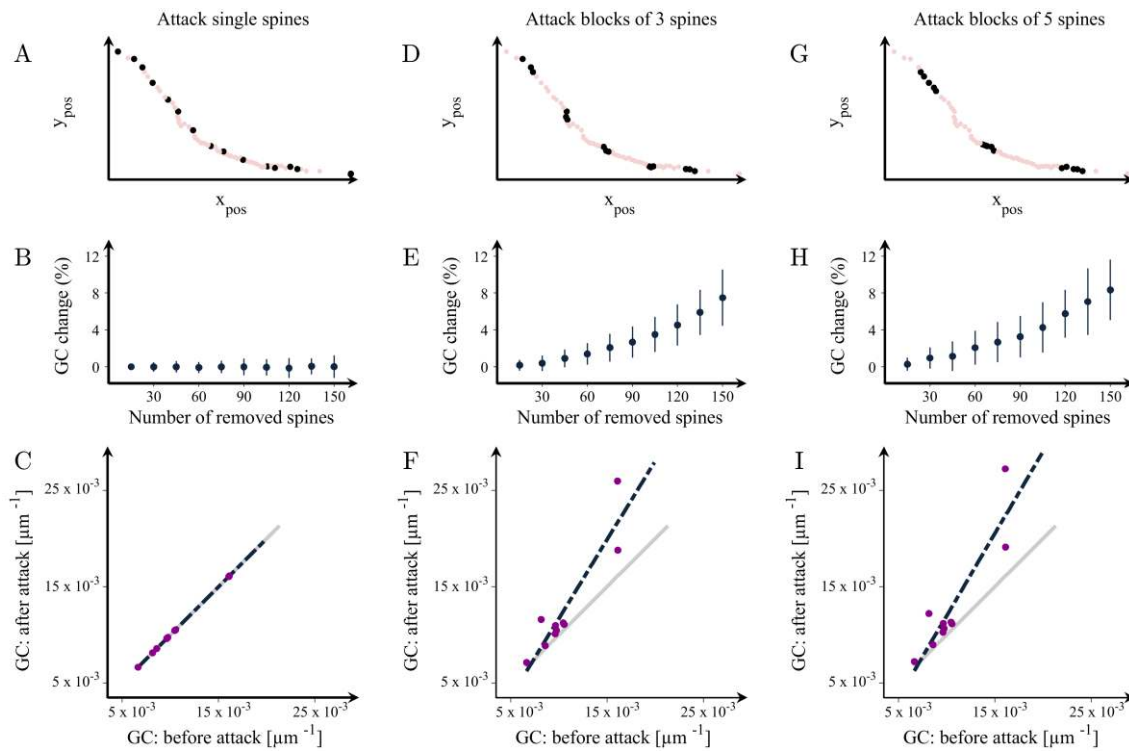 Attack single spines
Attack blocks of 3 spines
Attack blocks of 5 spines
A
y_pos
x_pos
D
y_pos
x_pos
G
y_pos
x_pos
B
GC change (%)
12
8
4
0
30 60 90 120 150
Number of removed spines
E
GC change (%)
12
8
4
0
30 60 90 120 150
Number of removed spines
H
GC change (%)
12
8
4
0
30 60 90 120 150
Number of removed spines
C
GC: after attack [µm⁻¹]
25 x 10⁻³
15 x 10⁻³
5 x 10⁻³
5 x 10⁻³ 15 x 10⁻³ 25 x 10⁻³
GC: before attack [µm⁻¹]
F
GC: after attack [µm⁻¹]
25 x 10⁻³
15 x 10⁻³
5 x 10⁻³
5 x 10⁻³ 15 x 10⁻³ 25 x 10⁻³
GC: before attack [µm⁻¹]
I
GC: after attack [µm⁻¹]
25 x 10⁻³
15 x 10⁻³
5 x 10⁻³
5 x 10⁻³ 15 x 10⁻³ 25 x 10⁻³
GC: before attack [µm⁻¹]